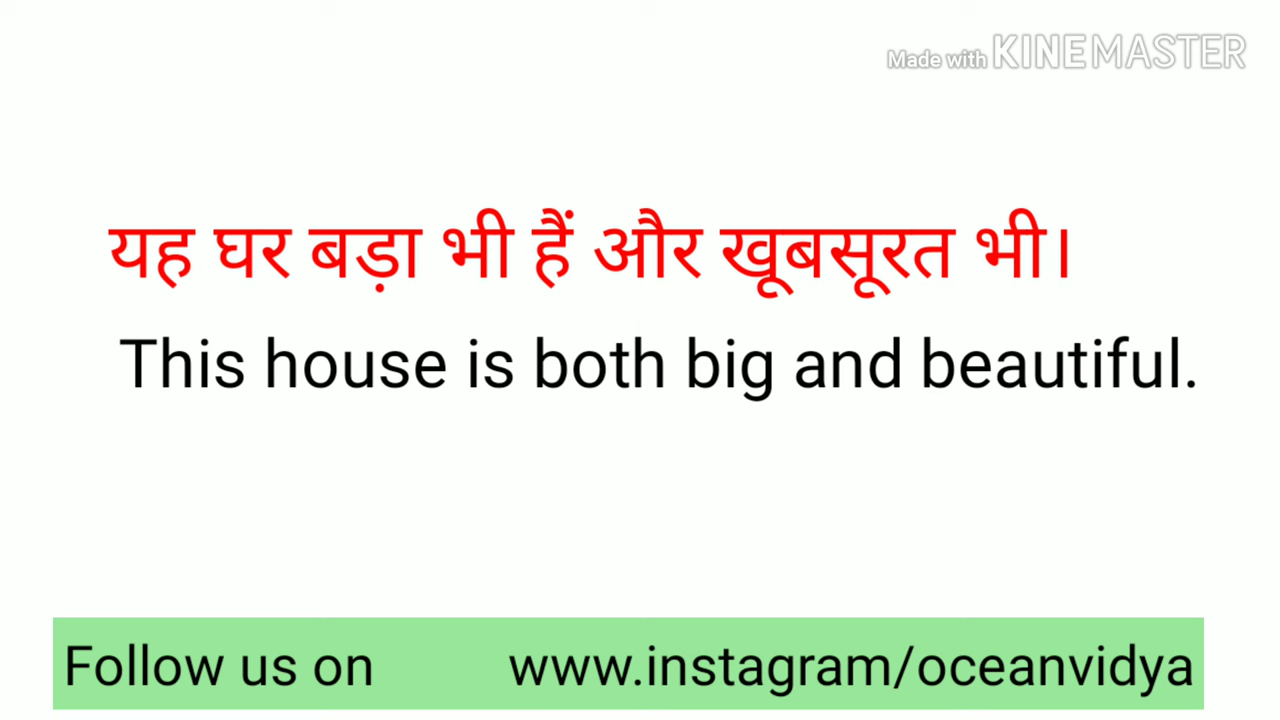 Made with KINEMASTER
यह घर बड़ा भी हैं और खूबसूरत भी।
This house is both big and beautiful.
Follow us on www.instagram/oceanvidya